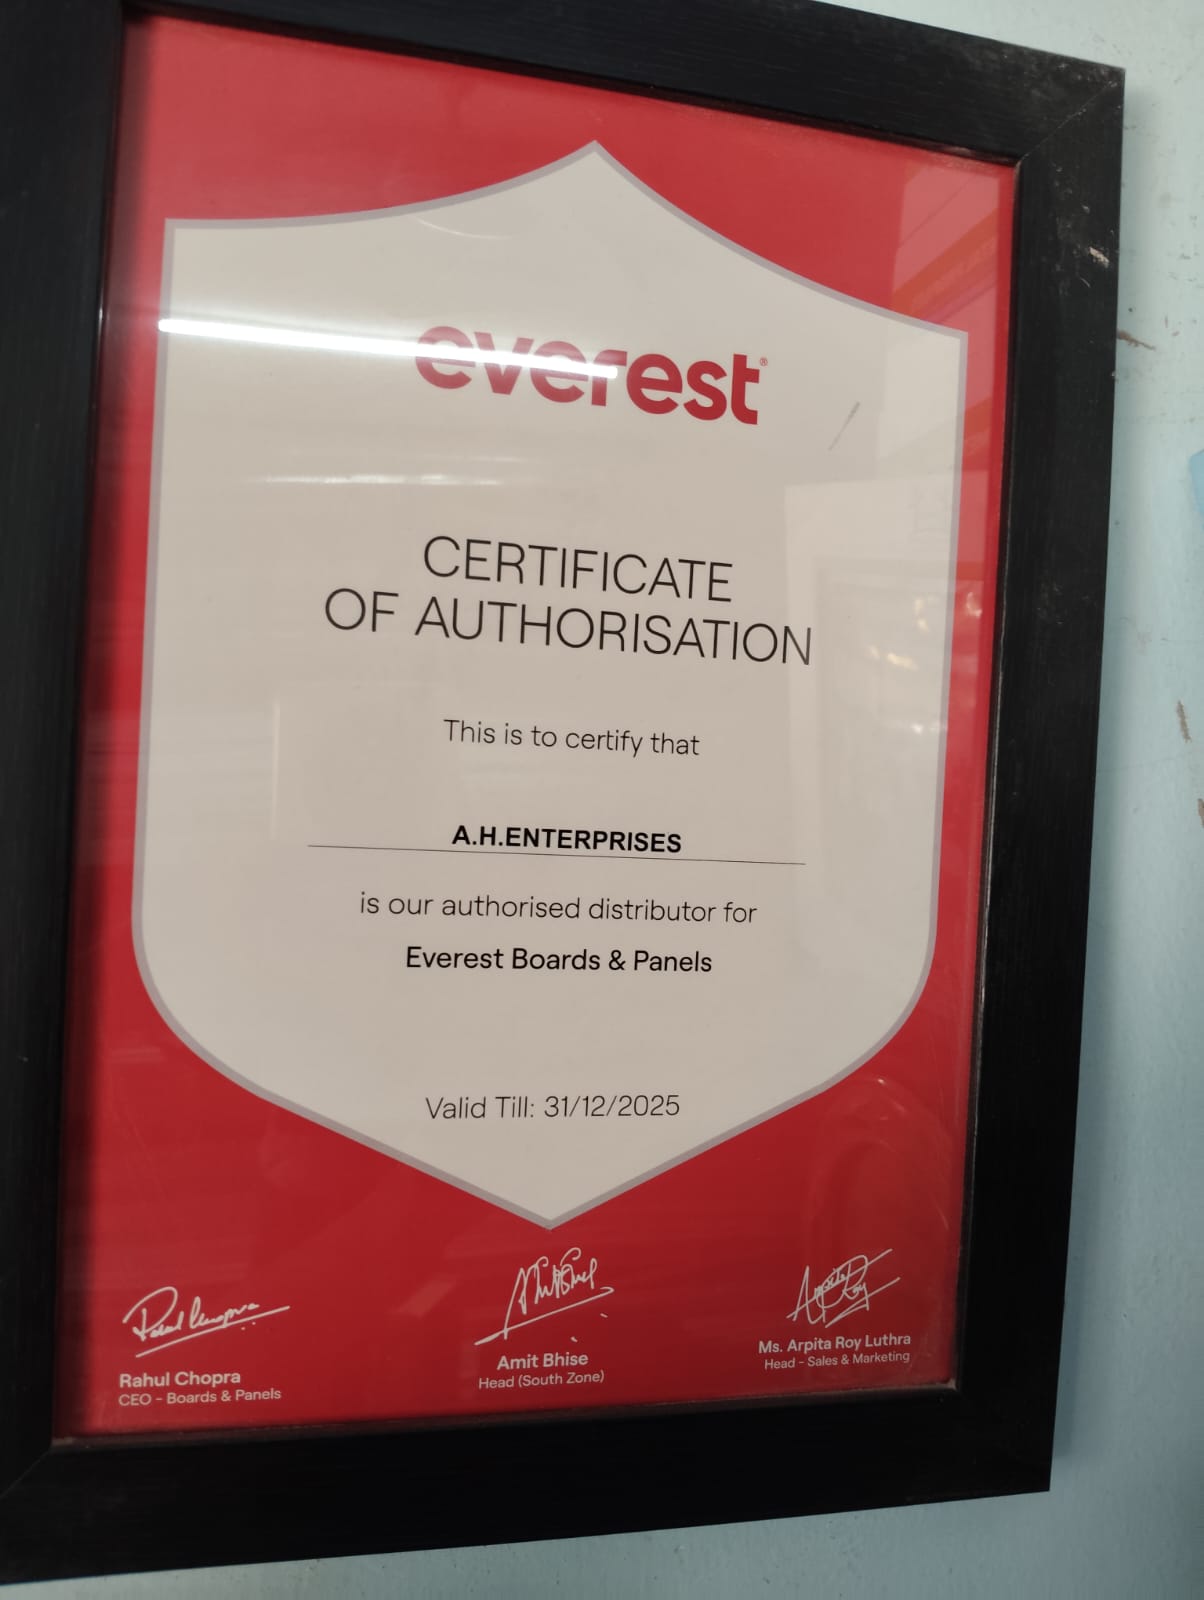 everest®
CERTIFICATE
OF AUTHORISATION
This is to certify that
A.H.ENTERPRISES
is our authorised distributor for
Everest Boards & Panels
Valid Till: 31/12/2025
Rahul Chopra
CEO - Boards & Panels
Amit Bhise
Head (South Zone)
Ms. Arpita Roy Luthra
Head - Sales & Marketing